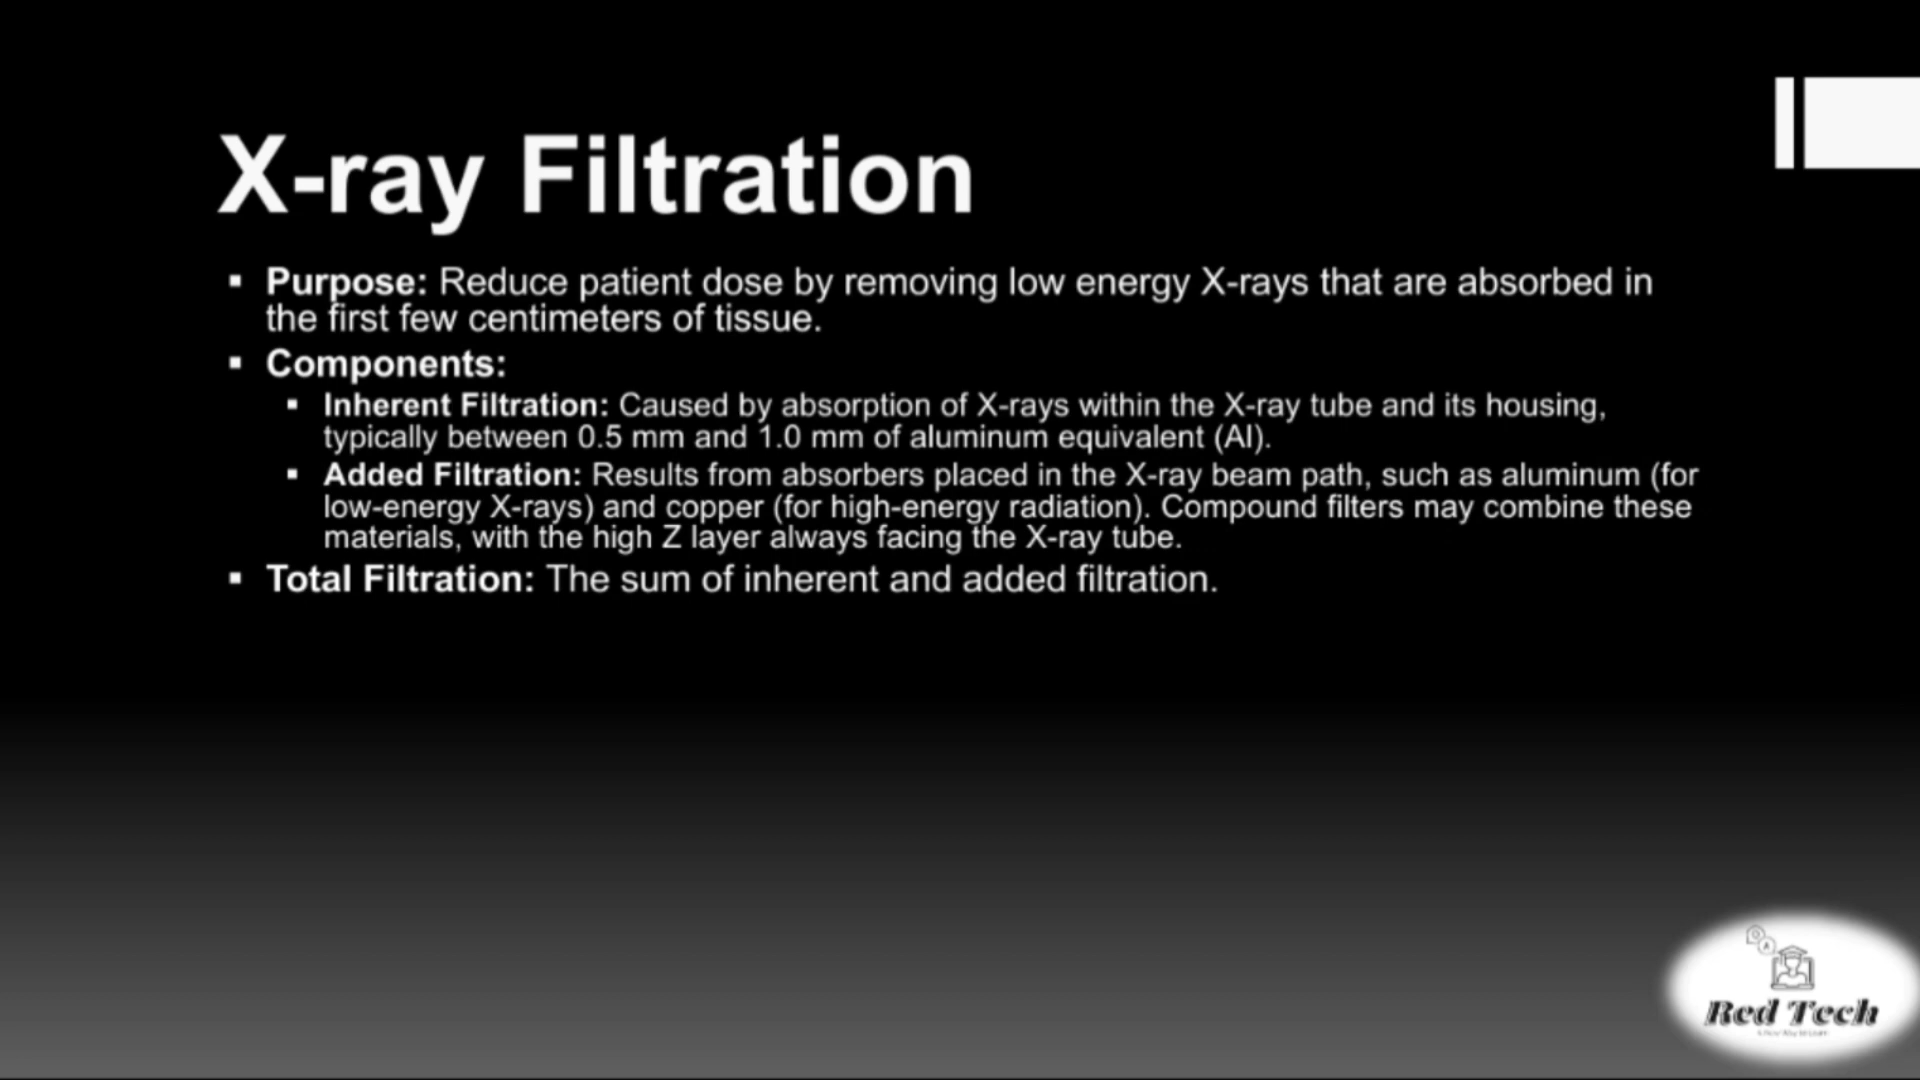 X-ray Filtration
▪ Purpose: Reduce patient dose by removing low energy X-rays that are absorbed in
the first few centimeters of tissue.
▪ Components:
▪ Inherent Filtration: Caused by absorption of X-rays within the X-ray tube and its housing,
typically between 0.5 mm and 1.0 mm of aluminum equivalent (Al).
▪ Added Filtration: Results from absorbers placed in the X-ray beam path, such as aluminum (for
low-energy X-rays) and copper (for high-energy radiation). Compound filters may combine these
materials, with the high Z layer always facing the X-ray tube.
▪ Total Filtration: The sum of inherent and added filtration.
Q
A
Red Tech